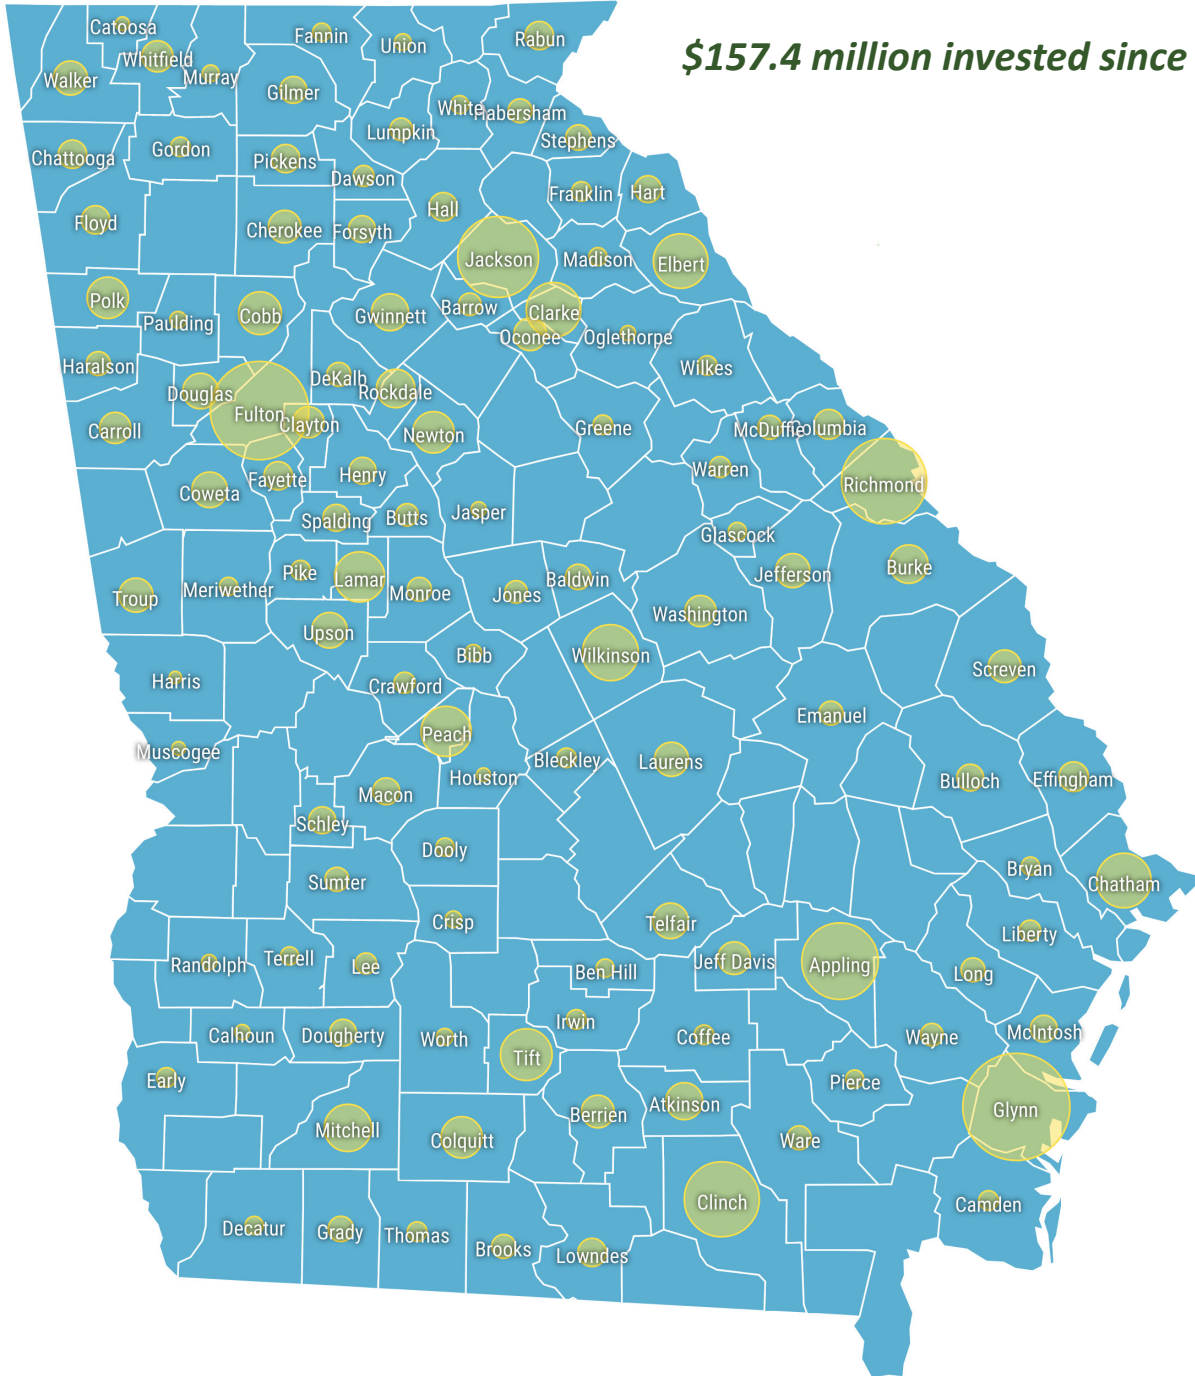 $157.4 million invested since
Catoosa
Fannin
Union
Rabun
Whitfield
Walker
Murray
Gilmer
White
Habersham
Lumpkin
Stephens
Chattooga
Gordon
Pickens
Dawson
Franklin
Hart
Hall
Floyd
Cherokee
Forsyth
Jackson
Madison
Elbert
Polk
Paulding
Cobb
Gwinnett
Barrow
Clarke
Oconee
Oglethorpe
Haralson
DeKalb
Wilkes
Douglas
Rockdale
Fulton
Clayton
Carroll
Newton
Greene
McDuffie
Columbia
Warren
Richmond
Coweta
Fayette
Henry
Spalding
Butts
Jasper
Glascock
Troup
Meriwether
Pike
Lamar
Monroe
Jones
Baldwin
Jefferson
Burke
Washington
Upson
Bibb
Wilkinson
Screven
Harris
Crawford
Emanuel
Peach
Muscogee
Houston
Bleckley
Laurens
Bulloch
Effingham
Macon
Schley
Dooly
Sumter
Bryan
Chatham
Crisp
Telfair
Liberty
Randolph
Terrell
Lee
Ben Hill
Jeff Davis
Appling
Long
Calhoun
Dougherty
Worth
Irwin
Coffee
Wayne
McIntosh
Tift
Early
Pierce
Mitchell
Colquitt
Berrien
Atkinson
Ware
Glynn
Clinch
Camden
Decatur
Grady
Thomas
Brooks
Lowndes